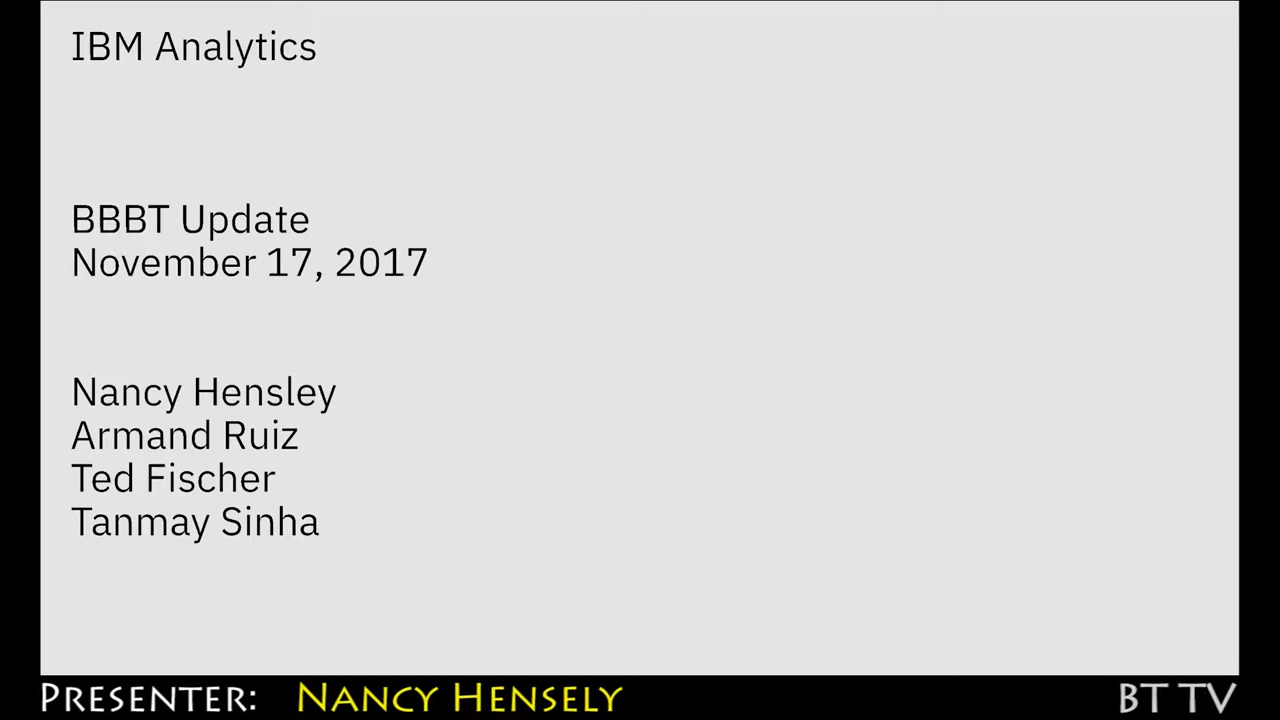 IBM Analytics
BBBT Update
November 17, 2017
Nancy Hensley
Armand Ruiz
Ted Fischer
Tanmay Sinha
PRESENTER: NANCY HENSELY
BT TV